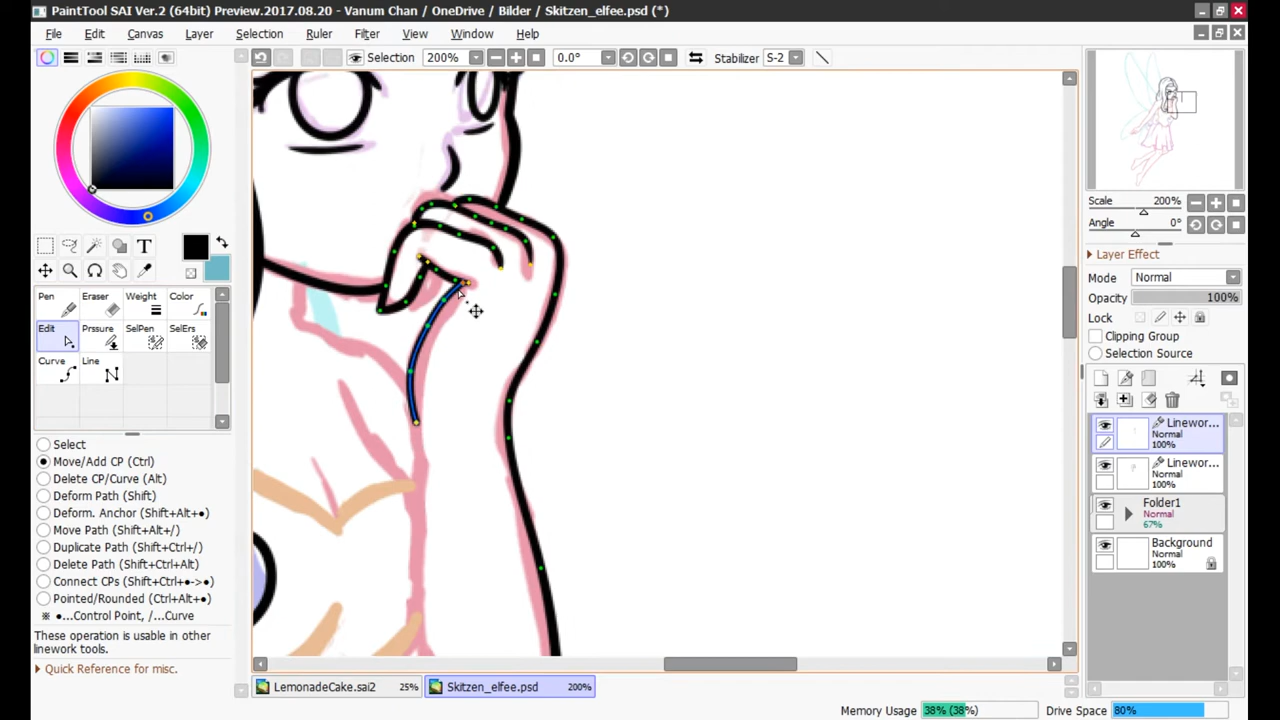 PaintTool SAI Ver.2 (64bit) Preview.2017.08.20 - Vanum Chan / OneDrive / Bilder / Skitzen_elfee.psd (*)
File Edit Canvas Layer Selection Ruler Filter View Window Help
Selection 200% 0.0° Stabilizer S-2
T
Pen Eraser Weight Color
Edit Prssure SelPen SelErs
Curve Line
Select
Move/Add CP (Ctrl)
Delete CP/Curve (Alt)
Deform Path (Shift)
Deform. Anchor (Shift+Alt+●)
Move Path (Shift+Alt+/)
Duplicate Path (Shift+Ctrl+/)
Delete Path (Shift+Ctrl+Alt)
Connect CPs (Shift+Ctrl+●->●)
Pointed/Rounded (Ctrl+Alt+●)
※ ●...Control Point, /...Curve
These operation is usable in other
linework tools.
Quick Reference for misc.
Scale 200%
Angle 0°
Layer Effect
Mode Normal
Opacity 100%
Lock
Clipping Group
Selection Source
Linewor...
Normal
100%
Linewor...
Normal
100%
Folder1
Normal
67%
Background
Normal
100%
LemonadeCake.sai2 25% Skitzen_elfee.psd 200%
Memory Usage 38% (38%) Drive Space 80%